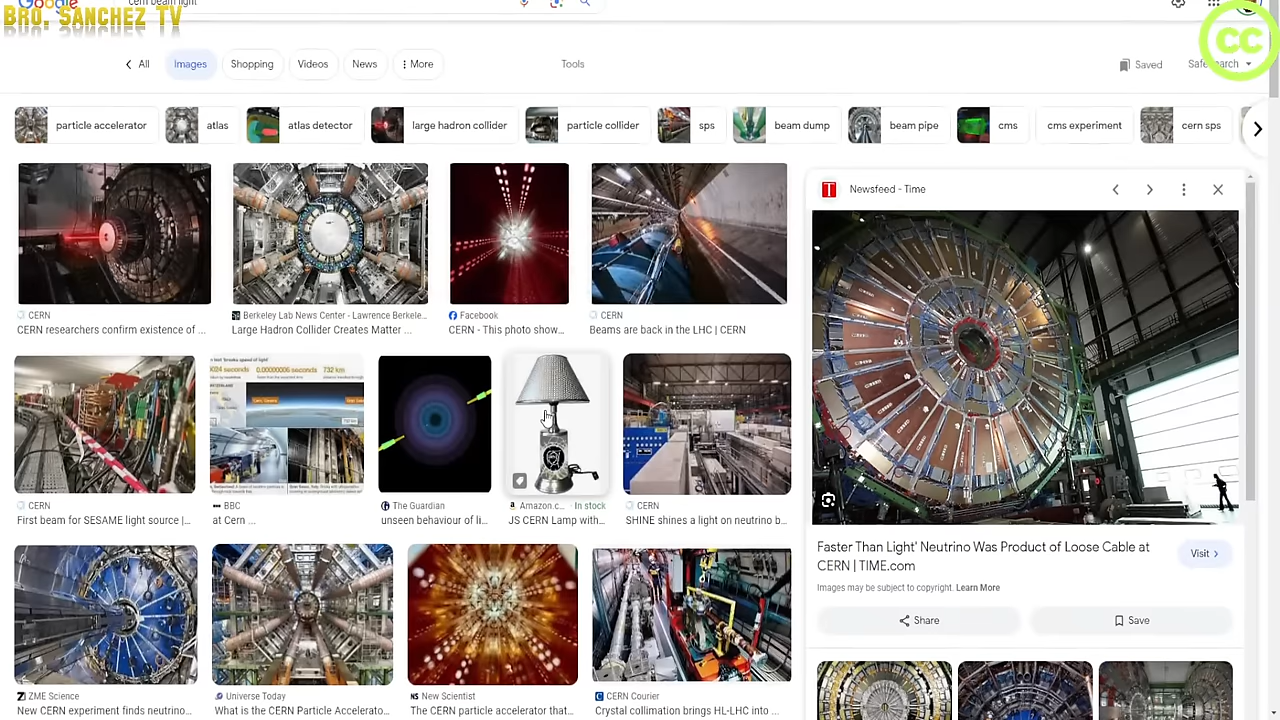 Google
cern beam light
BRO. SANCHEZ TV
CC
All
Images
Shopping
Videos
News
More
Tools
Saved
particle accelerator
atlas
atlas detector
large hadron collider
particle collider
sps
beam dump
beam pipe
cms
cms experiment
cern sps
Newsfeed - Time
CERN
CERN researchers confirm existence of ...
Berkeley Lab News Center - Lawrence Berkele...
Large Hadron Collider Creates Matter ...
Facebook
CERN - This photo show...
CERN
Beams are back in the LHC | CERN
CERN
First beam for SESAME light source |...
BBC
at Cern ...
The Guardian
unseen behaviour of li...
Amazon.c... · In stock
JS CERN Lamp with...
CERN
SHINE shines a light on neutrino b...
Faster Than Light' Neutrino Was Product of Loose Cable at
CERN | TIME.com
Visit
Images may be subject to copyright. Learn More
Share
Save
ZME Science
New CERN experiment finds neutrino...
Universe Today
What is the CERN Particle Accelerato...
New Scientist
The CERN particle accelerator that...
CERN Courier
Crystal collimation brings HL-LHC into ...